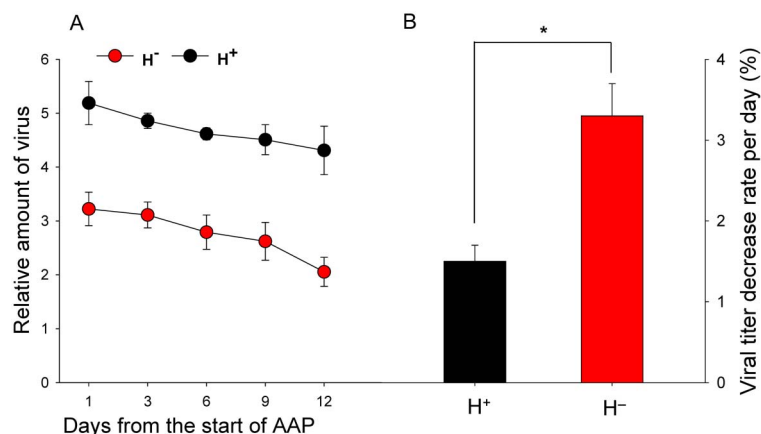 A
H⁻ H⁺
Relative amount of virus
6
5
4
3
2
1
0
1 3 6 9 12
Days from the start of AAP
B
*
4
3
2
1
0
Viral titer decrease rate per day (%)
H⁺ H⁻